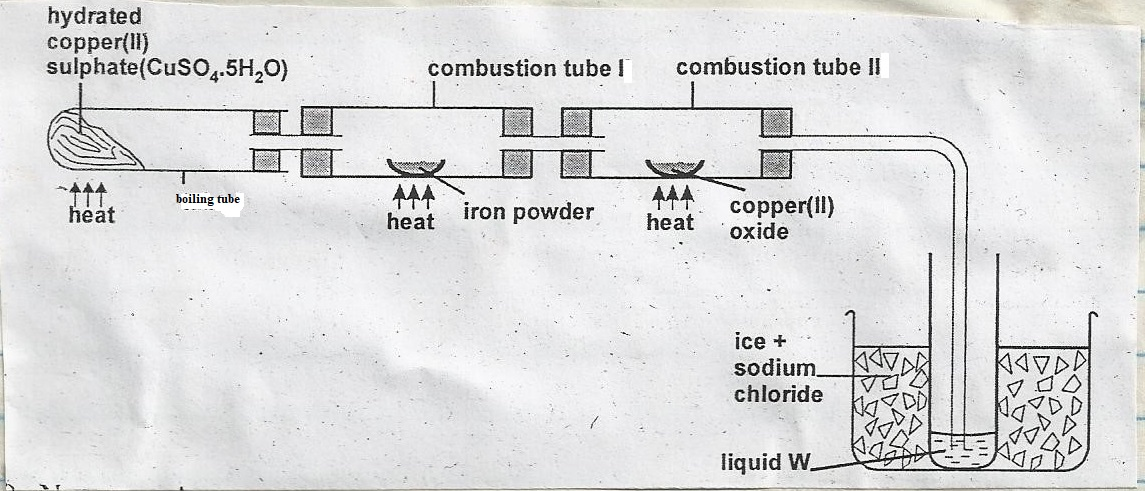 hydrated
copper(II)
sulphate(CuSO₄.5H₂O)
combustion tube I
combustion tube II
heat
boiling tube
heat
iron powder
heat
copper(II)
oxide
ice +
sodium
chloride
liquid W